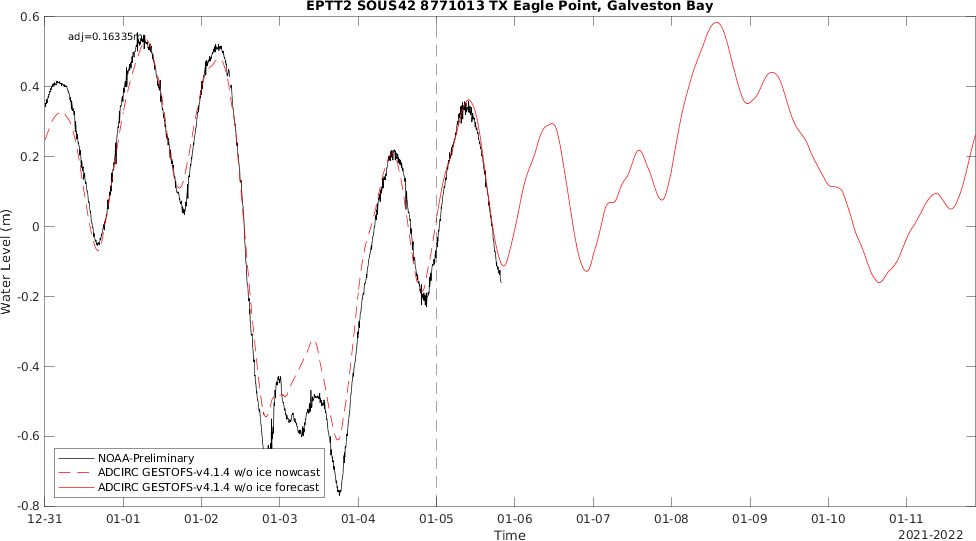 EPTT2 SOUS42 8771013 TX Eagle Point, Galveston Bay
adj=0.16335m
0.6
0.4
0.2
0
-0.2
-0.4
-0.6
-0.8
Water Level (m)
NOAA-Preliminary
ADCIRC GESTOFS-v4.1.4 w/o ice nowcast
ADCIRC GESTOFS-v4.1.4 w/o ice forecast
12-31 01-01 01-02 01-03 01-04 01-05 01-06 01-07 01-08 01-09 01-10 01-11
Time
2021-2022